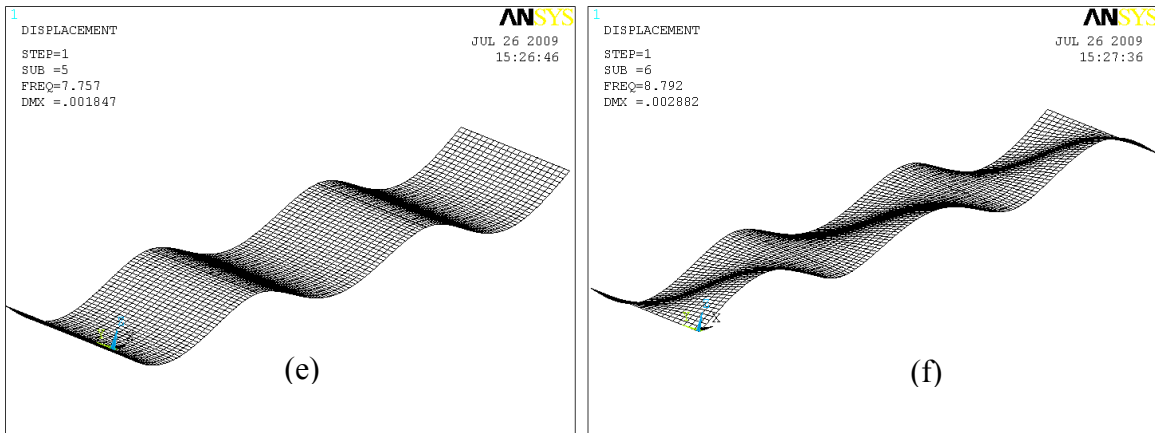 1
ANSYS
DISPLACEMENT
JUL 26 2009
STEP=1
15:26:46
SUB =5
FREQ=7.757
DMX =.001847
(e)
1
ANSYS
DISPLACEMENT
JUL 26 2009
STEP=1
15:27:36
SUB =6
FREQ=8.792
DMX =.002882
X
(f)